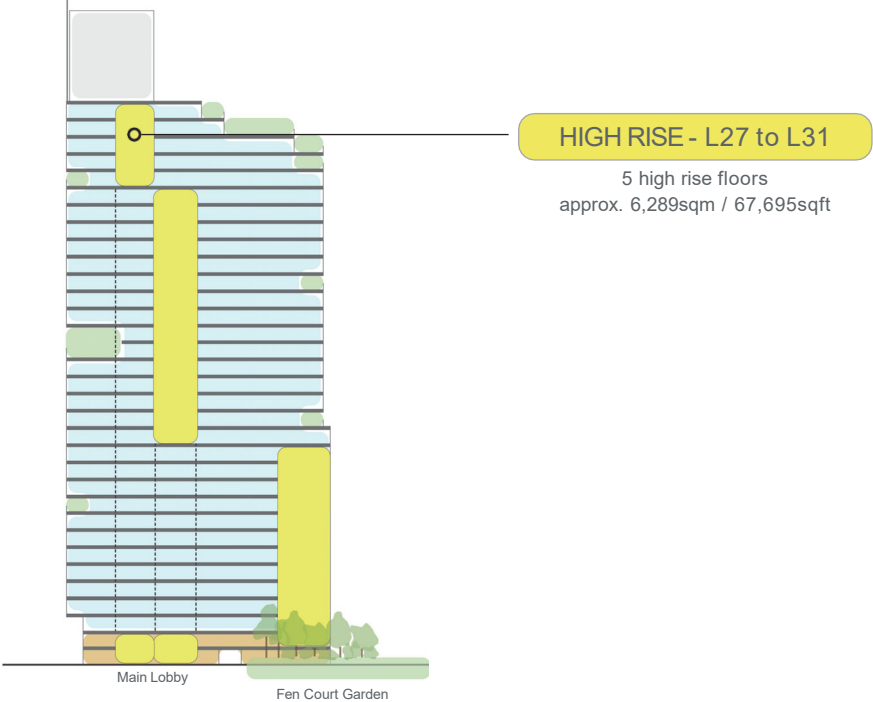 HIGH RISE - L27 to L31
5 high rise floors
approx. 6,289sqm / 67,695sqft
Main Lobby
Fen Court Garden